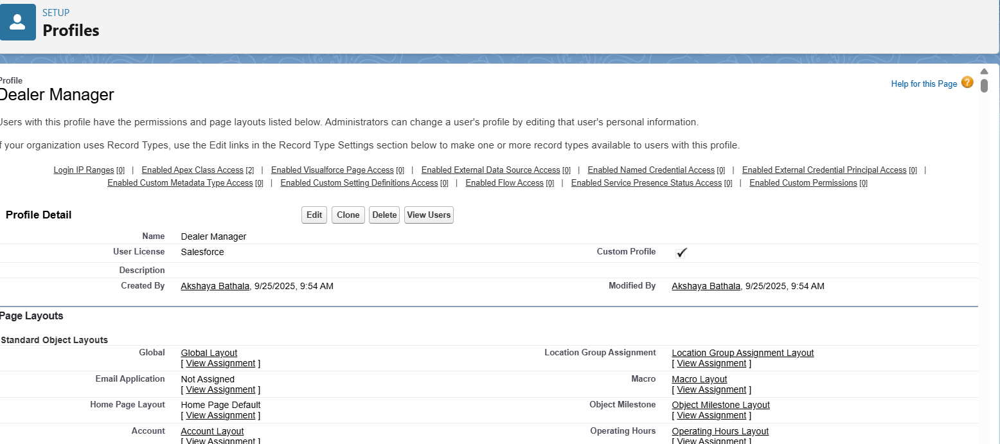 SETUP
Profiles
Profile
Help for this Page ?
Dealer Manager
Users with this profile have the permissions and page layouts listed below. Administrators can change a user's profile by editing that user's personal information.
If your organization uses Record Types, use the Edit links in the Record Type Settings section below to make one or more record types available to users with this profile.
Login IP Ranges [0] | Enabled Apex Class Access [2] | Enabled Visualforce Page Access [0] | Enabled External Data Source Access [0] | Enabled Named Credential Access [0] | Enabled External Credential Principal Access [0] |
Enabled Custom Metadata Type Access [0] | Enabled Custom Setting Definitions Access [0] | Enabled Flow Access [0] | Enabled Service Presence Status Access [0] | Enabled Custom Permissions [0]
Profile Detail Edit Clone Delete View Users
Name Dealer Manager
User License Salesforce Custom Profile
Description
Created By Akshaya Bathala, 9/25/2025, 9:54 AM Modified By Akshaya Bathala, 9/25/2025, 9:54 AM
Page Layouts
Standard Object Layouts
Global Global Layout Location Group Assignment Location Group Assignment Layout
[ View Assignment ] [ View Assignment ]
Email Application Not Assigned Macro Macro Layout
[ View Assignment ] [ View Assignment ]
Home Page Layout Home Page Default Object Milestone Object Milestone Layout
[ View Assignment ] [ View Assignment ]
Account Account Layout Operating Hours Operating Hours Layout
[ View Assignment ] [ View Assignment ]